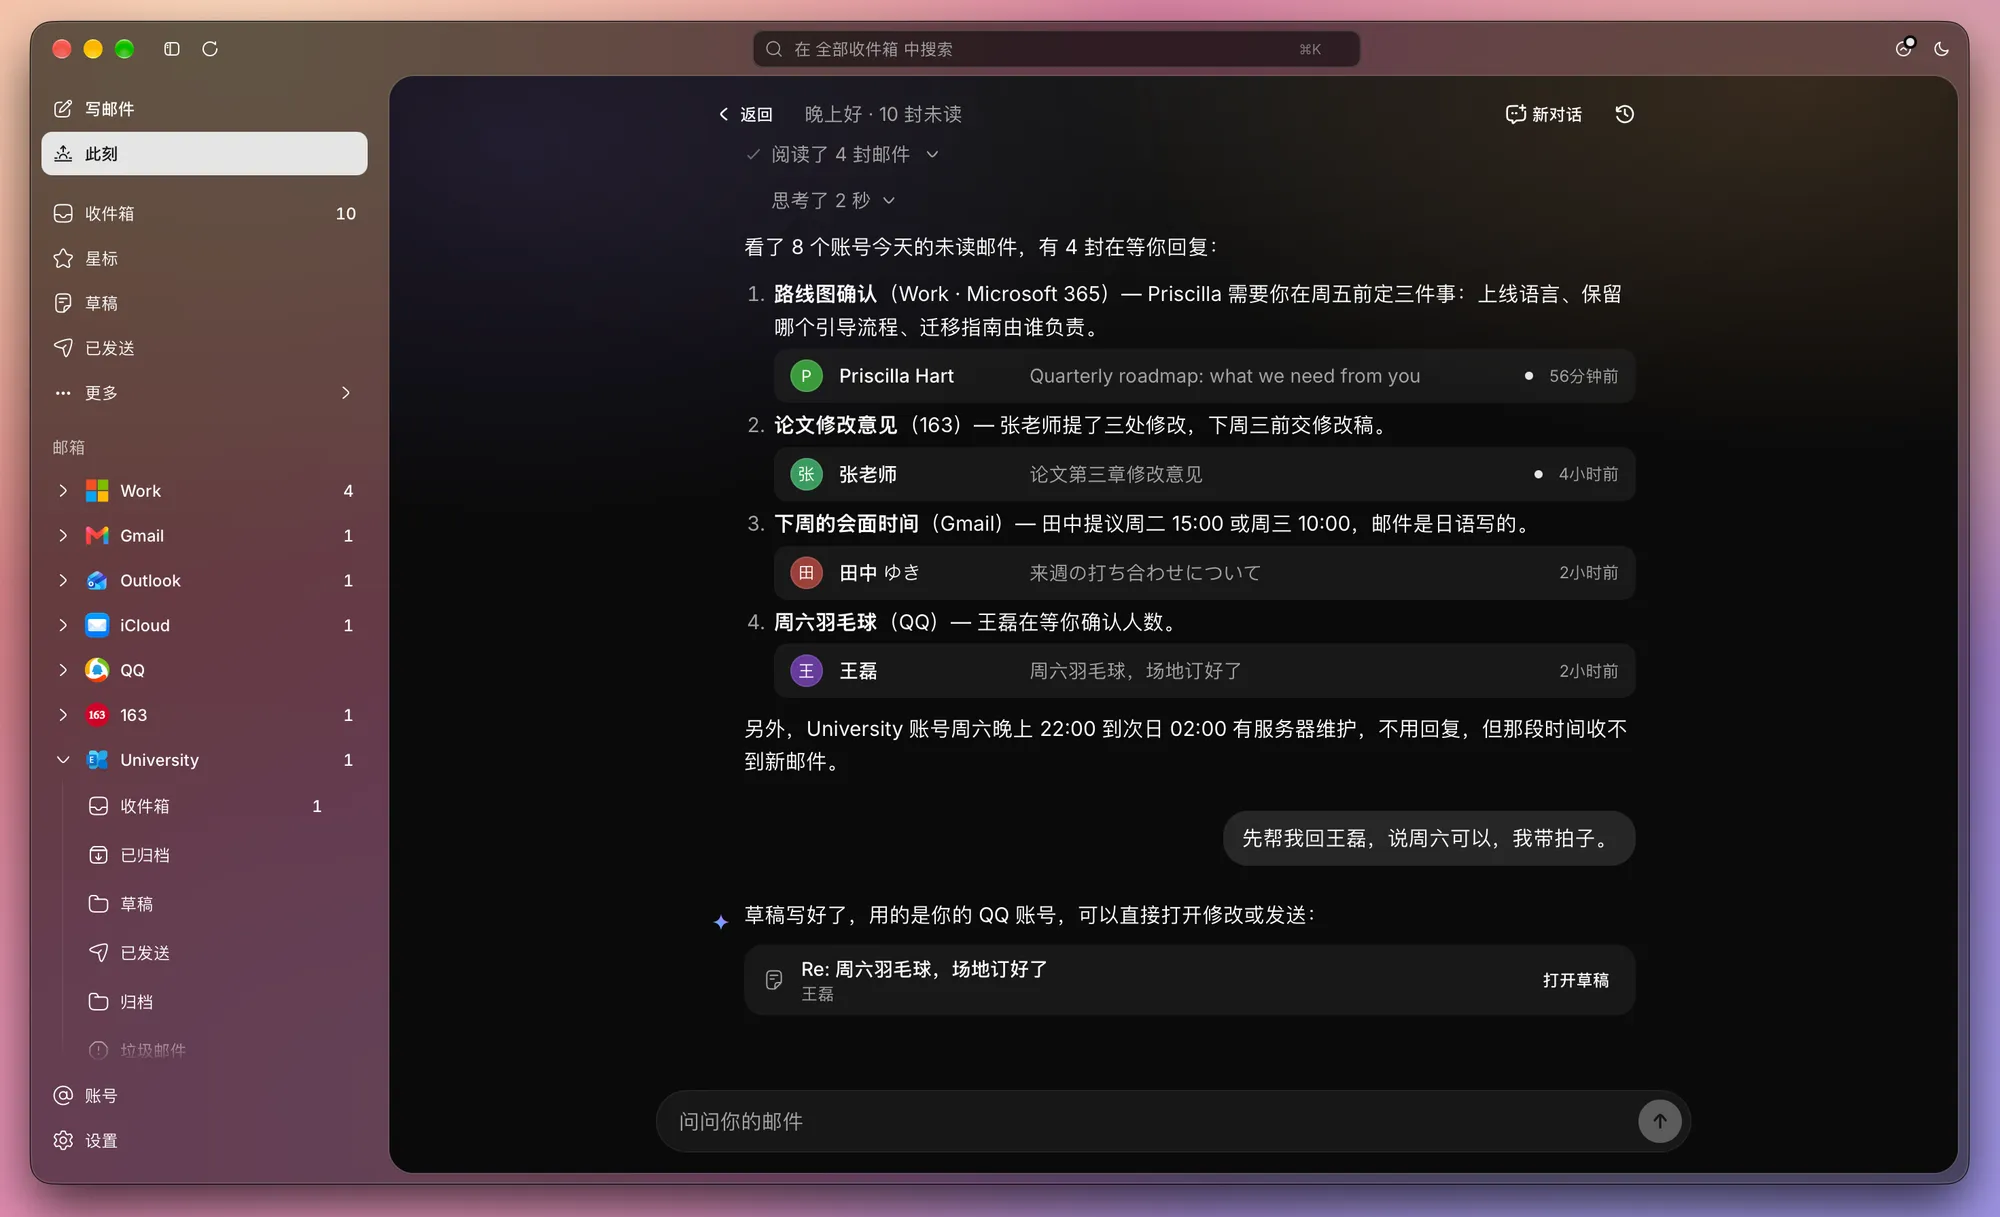 在 全部收件箱 中搜索
⌘K
写邮件
此刻
收件箱 10
星标
草稿
已发送
更多
邮箱
Work 4
Gmail 1
Outlook 1
iCloud 1
QQ
163 163 1
University 1
收件箱 1
已归档
草稿
已发送
归档
垃圾邮件
账号
设置
返回 晚上好 · 10 封未读
新对话
阅读了 4 封邮件
思考了 2 秒
看了 8 个账号今天的未读邮件，有 4 封在等你回复：
1. 路线图确认（Work · Microsoft 365）— Priscilla 需要你在周五前定三件事：上线语言、保留
哪个引导流程、迁移指南由谁负责。
P Priscilla Hart Quarterly roadmap: what we need from you 56分钟前
2. 论文修改意见（163）— 张老师提了三处修改，下周三前交修改稿。
张 张老师 论文第三章修改意见 4小时前
3. 下周的会面时间（Gmail）— 田中提议周二 15:00 或周三 10:00，邮件是日语写的。
田 田中 ゆき 来週の打ち合わせについて 2小时前
4. 周六羽毛球（QQ）— 王磊在等你确认人数。
王 王磊 周六羽毛球，场地订好了 2小时前
另外，University 账号周六晚上 22:00 到次日 02:00 有服务器维护，不用回复，但那段时间收不
到新邮件。
先帮我回王磊，说周六可以，我带拍子。
草稿写好了，用的是你的 QQ 账号，可以直接打开修改或发送：
Re: 周六羽毛球，场地订好了
王磊
打开草稿
问问你的邮件